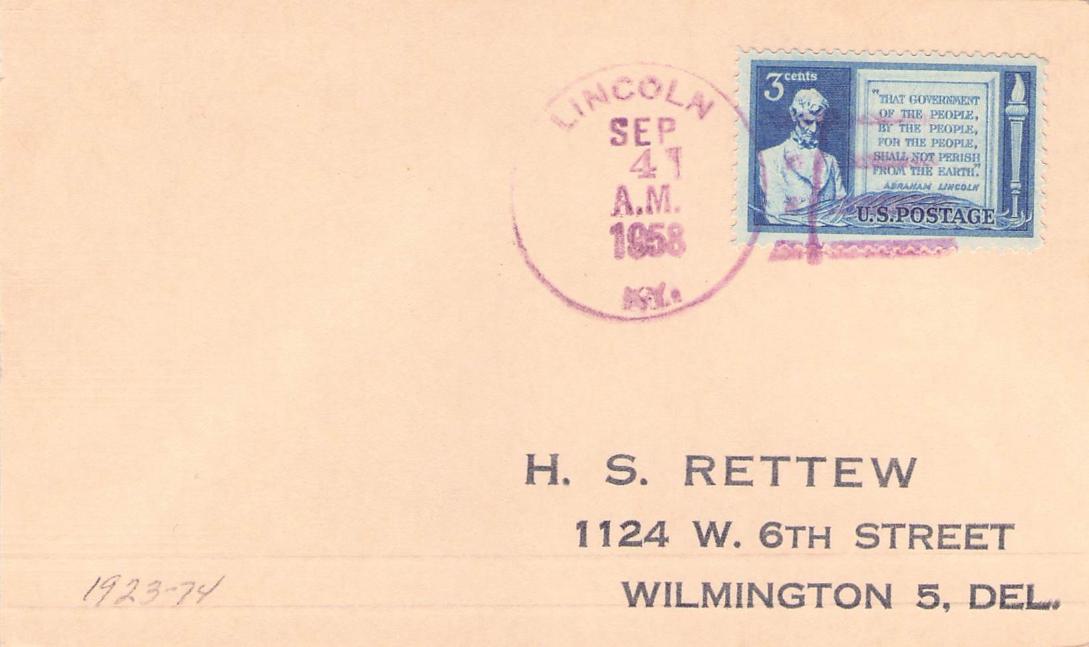 LINCOLN
SEP
4
A.M.
1958
KY.
3 cents
"THAT GOVERNMENT
OF THE PEOPLE,
BY THE PEOPLE,
FOR THE PEOPLE,
SHALL NOT PERISH
FROM THE EARTH."
ABRAHAM LINCOLN
U.S.POSTAGE
H. S. RETTEW
1124 W. 6TH STREET
WILMINGTON 5, DEL.
1923-74